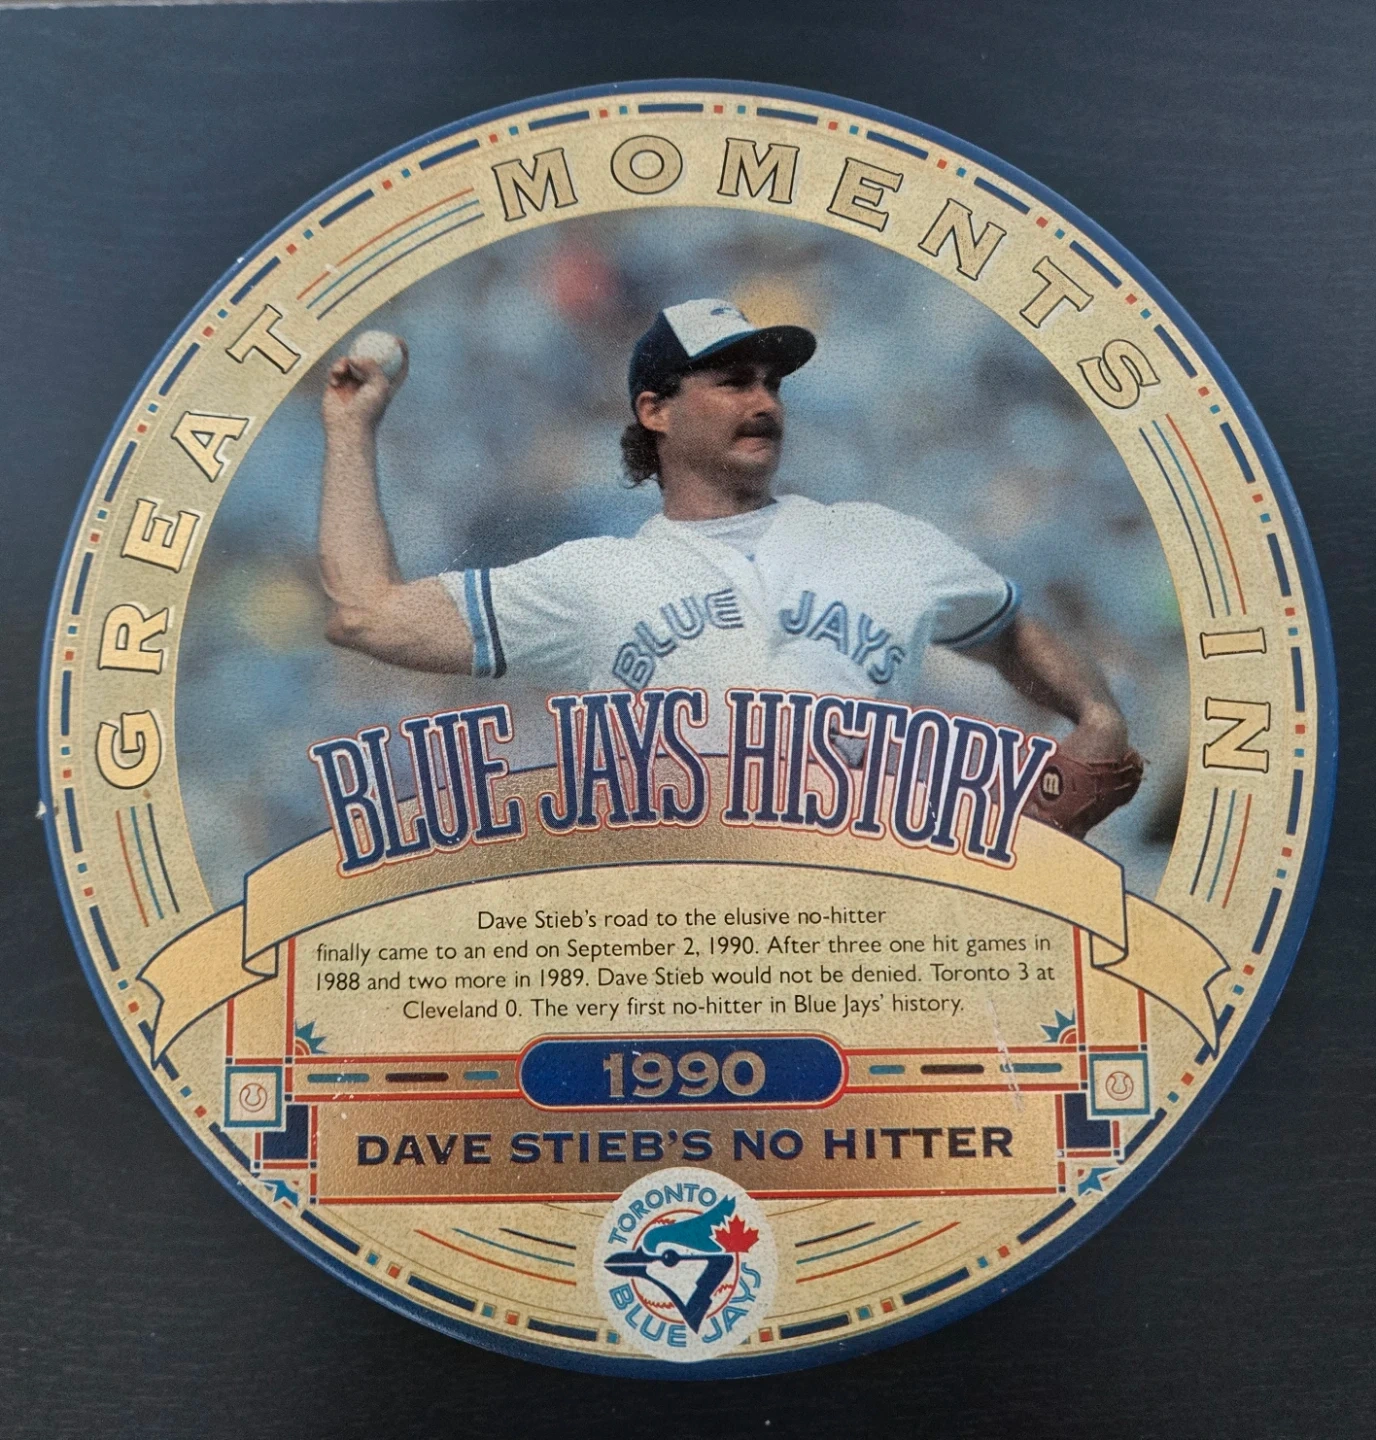 GREAT MOMENTS IN
BLUE JAYS
BLUE JAYS HISTORY
m
Dave Stieb's road to the elusive no-hitter
finally came to an end on September 2, 1990. After three one hit games in
1988 and two more in 1989. Dave Stieb would not be denied. Toronto 3 at
Cleveland 0. The very first no-hitter in Blue Jays' history.
1990
DAVE STIEB'S NO HITTER
TORONTO
BLUE JAYS